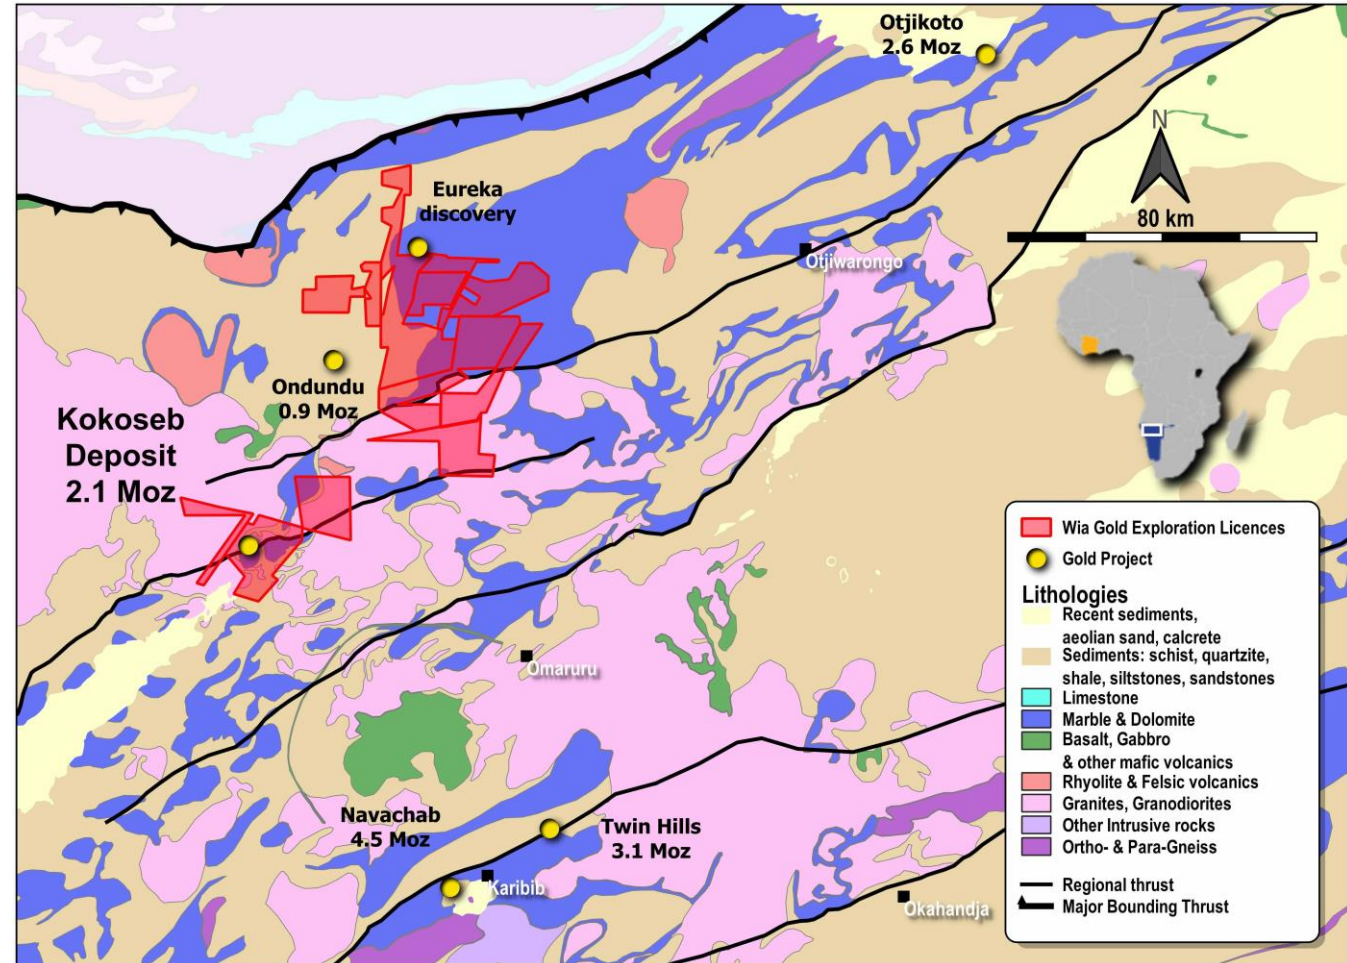 Otjikoto
2.6 Moz
N
80 km
Eureka
discovery
Otjiwarongo
Ondundu
0.9 Moz
Kokoseb
Deposit
2.1 Moz
Omaruru
Navachab
4.5 Moz
Twin Hills
3.1 Moz
Karibib
Okahandja
Wia Gold Exploration Licences
Gold Project
Lithologies
Recent sediments,
aeolian sand, calcrete
Sediments: schist, quartzite,
shale, siltstones, sandstones
Limestone
Marble & Dolomite
Basalt, Gabbro
& other mafic volcanics
Rhyolite & Felsic volcanics
Granites, Granodiorites
Other Intrusive rocks
Ortho- & Para-Gneiss
Regional thrust
Major Bounding Thrust